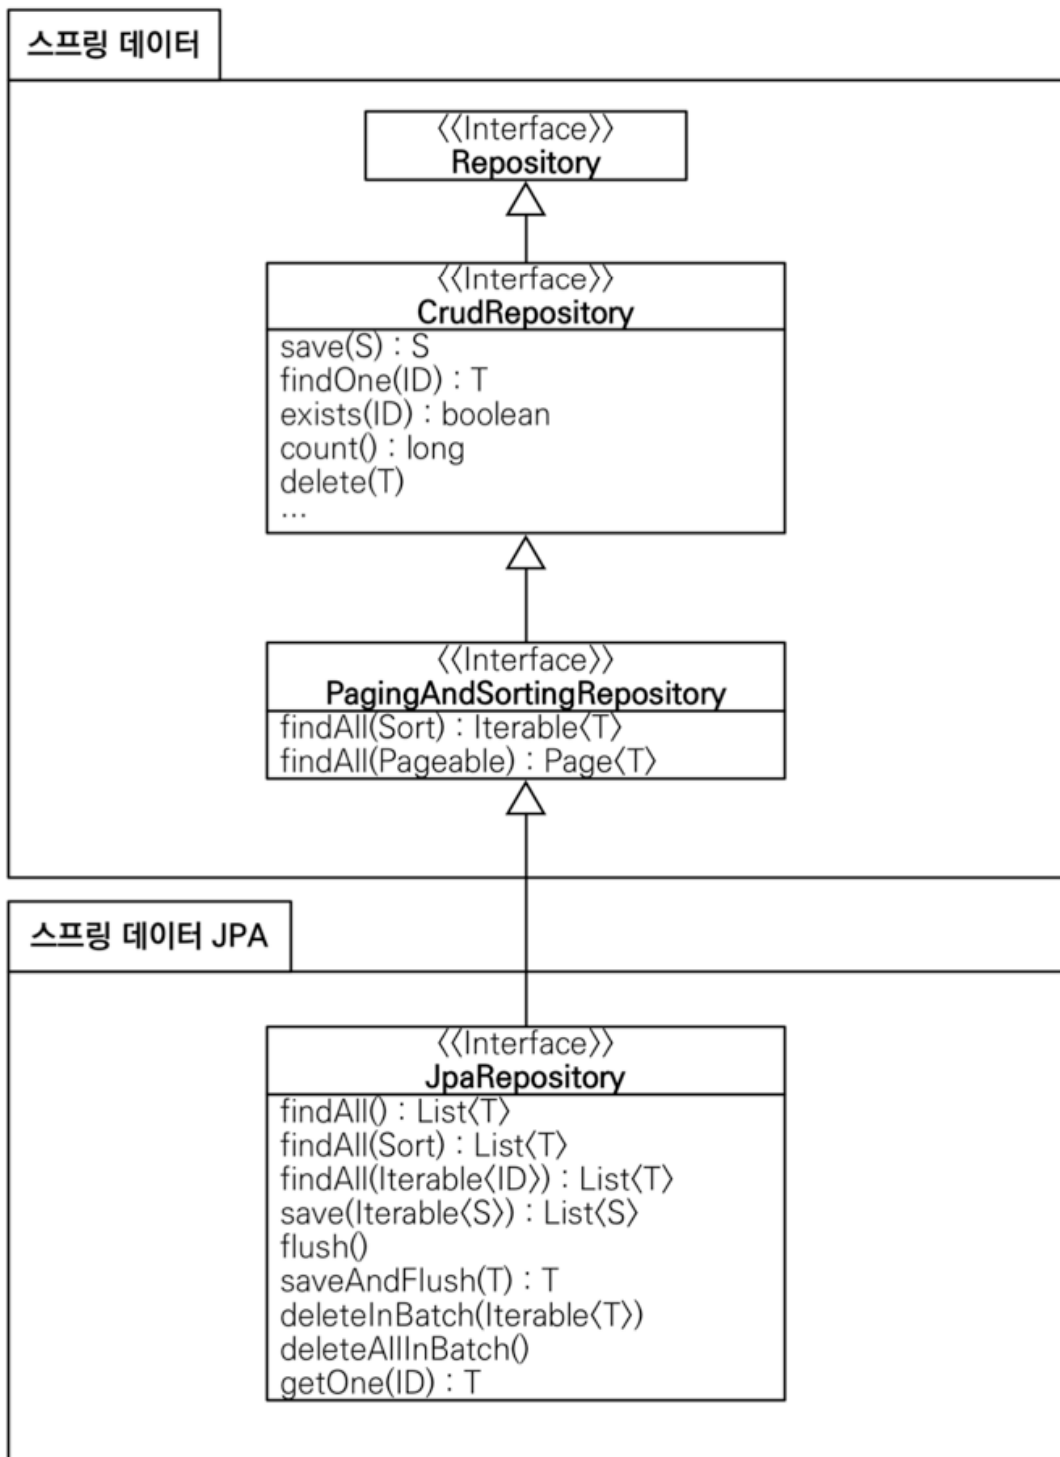 스프링 데이터
〈〈Interface〉〉
Repository
〈〈Interface〉〉
CrudRepository
save(S) : S
findOne(ID) : T
exists(ID) : boolean
count() : long
delete(T)
...
〈〈Interface〉〉
PagingAndSortingRepository
findAll(Sort) : Iterable〈T〉
findAll(Pageable) : Page〈T〉
스프링 데이터 JPA
〈〈Interface〉〉
JpaRepository
findAll() : List〈T〉
findAll(Sort) : List〈T〉
findAll(Iterable〈ID〉) : List〈T〉
save(Iterable〈S〉) : List〈S〉
flush()
saveAndFlush(T) : T
deleteInBatch(Iterable〈T〉)
deleteAllInBatch()
getOne(ID) : T